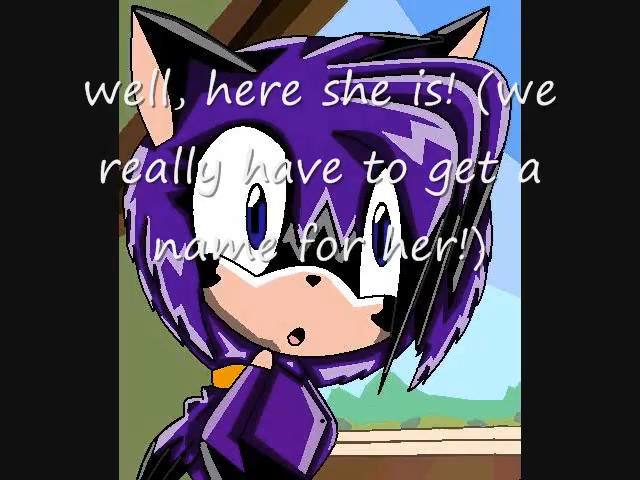 well, here she is! (we
really have to get a
name for her!)